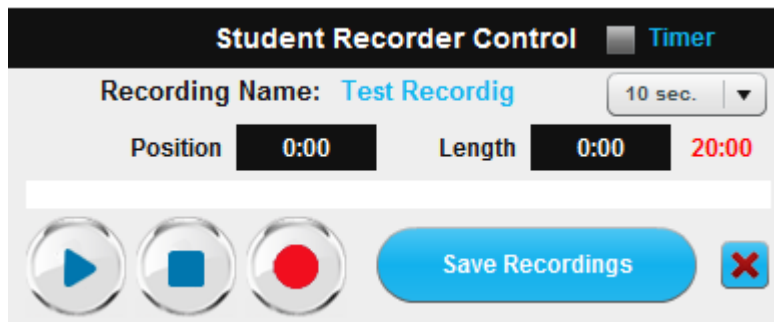 Student Recorder Control Timer
Recording Name: Test Recordig 10 sec.
Position 0:00 Length 0:00 20:00
Save Recordings